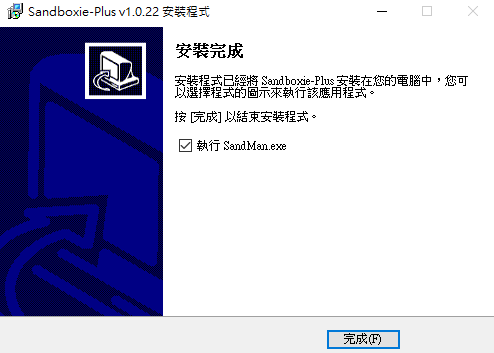 Sandboxie-Plus v1.0.22 安裝程式
安裝完成
安裝程式已經將 Sandboxie-Plus 安裝在您的電腦中，您可
以選擇程式的圖示來執行該應用程式。
按 [完成] 以結束安裝程式。
執行 SandMan.exe
完成(F)